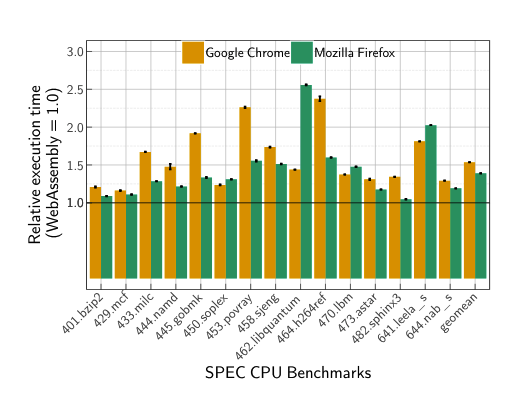 Google Chrome Mozilla Firefox
3.0
2.5
2.0
1.5
1.0
Relative execution time
(WebAssembly = 1.0)
401.bzip2
429.mcf
433.milc
444.namd
445.gobmk
450.soplex
453.povray
458.sjeng
462.libquantum
464.h264ref
470.lbm
473.astar
482.sphinx3
641.leela_s
644.nab_s
geomean
SPEC CPU Benchmarks